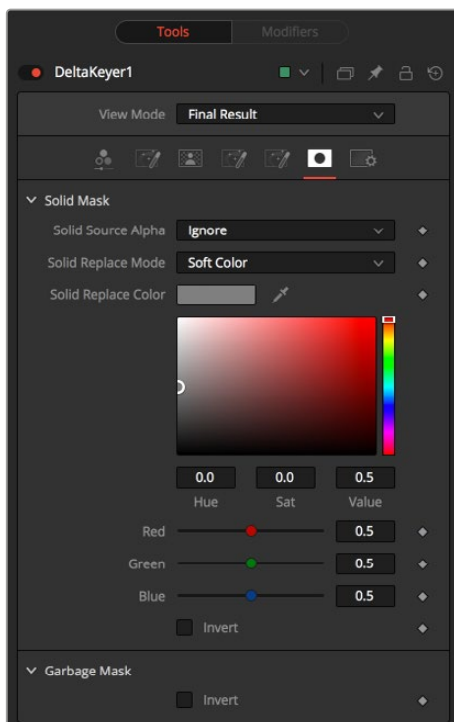 Tools Modifiers
DeltaKeyer1
View Mode Final Result
Solid Mask
Solid Source Alpha Ignore
Solid Replace Mode Soft Color
Solid Replace Color
0.0 0.0 0.5
Hue Sat Value
Red 0.5
Green 0.5
Blue 0.5
Invert
Garbage Mask
Invert